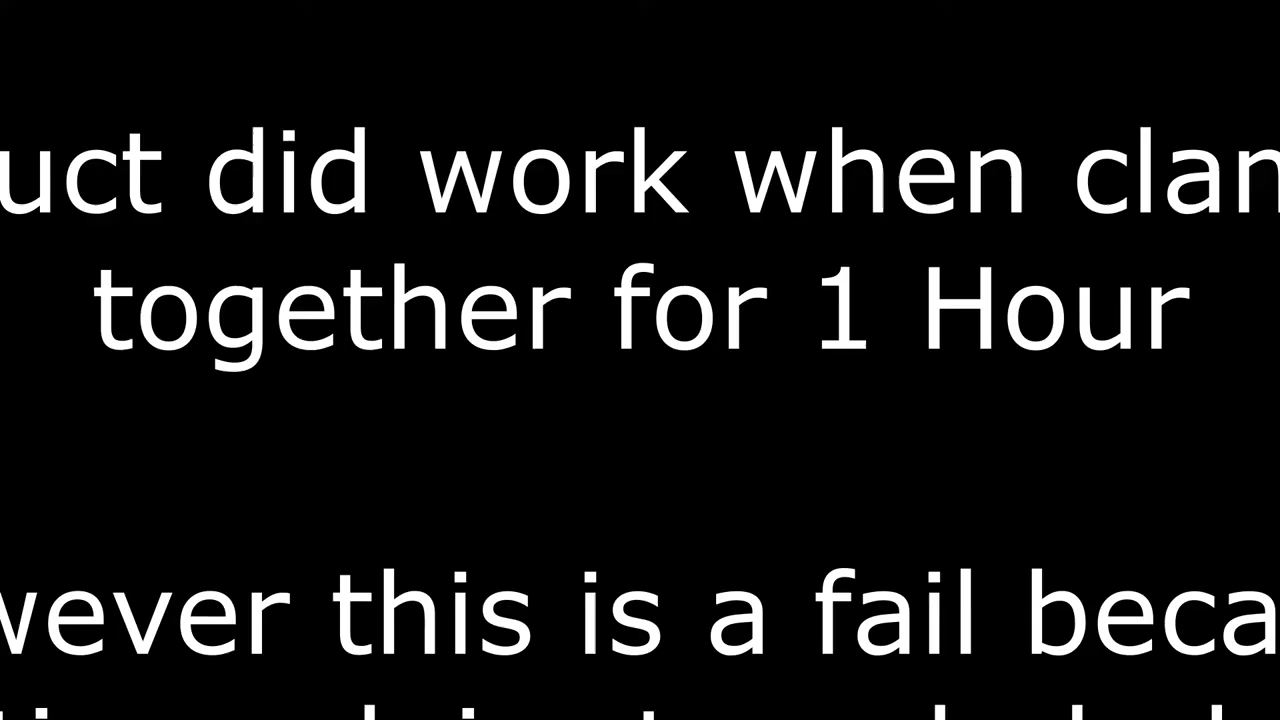 uct did work when clan
together for 1 Hour
wever this is a fail beca